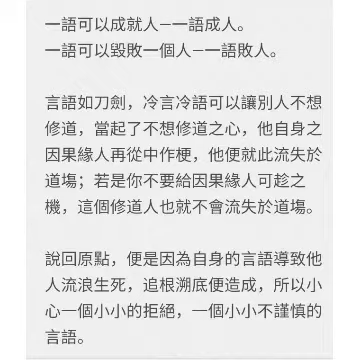 一語可以成就人—一語成人。
一語可以毀敗一個人—一語敗人。
言語如刀劍，冷言冷語可以讓別人不想
修道，當起了不想修道之心，他自身之
因果緣人再從中作梗，他便就此流失於
道場；若是你不要給因果緣人可趁之
機，這個修道人也就不會流失於道場。
說回原點，便是因為自身的言語導致他
人流浪生死，追根溯底便造成，所以小
心一個小小的拒絕，一個小小不謹慎的
言語。